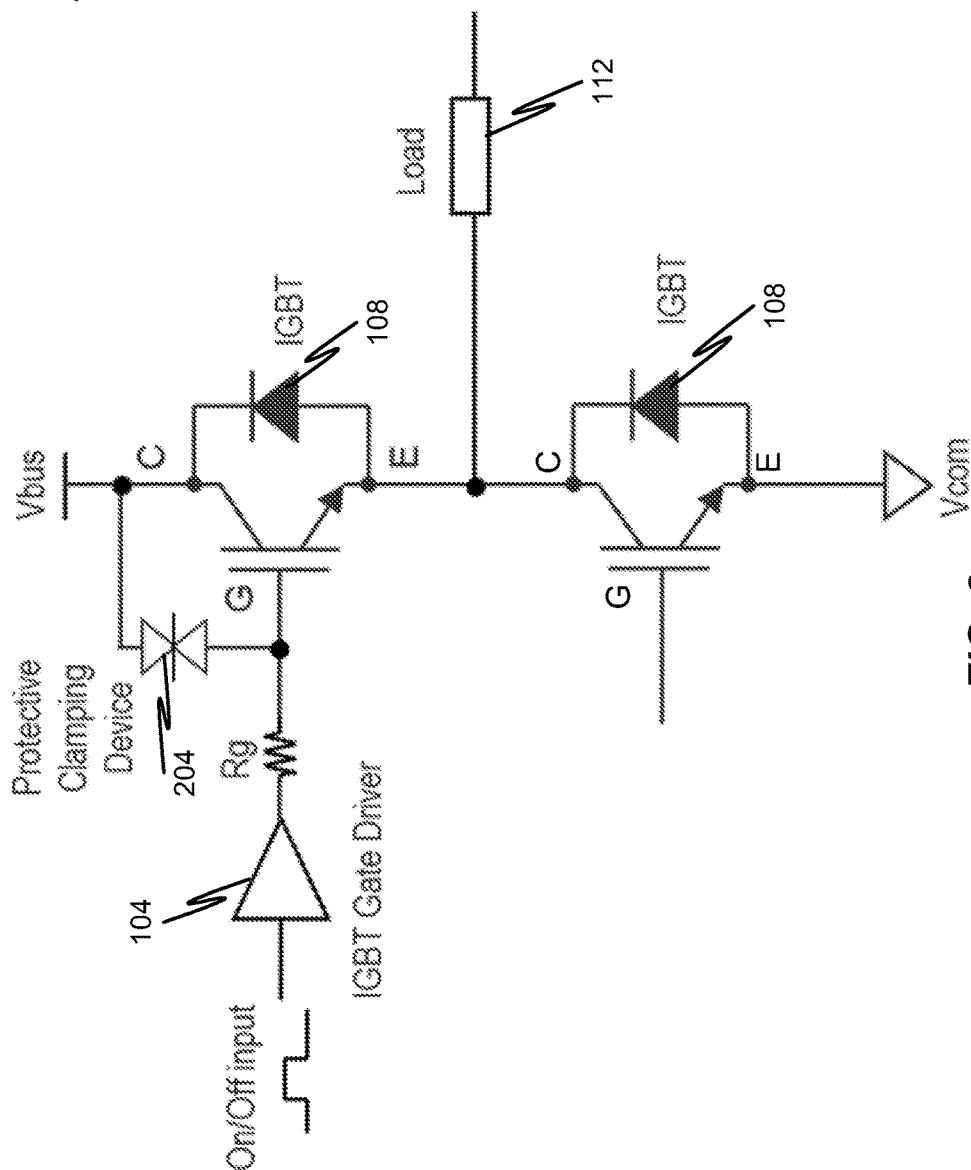 Protective
Clamping
Device
204
Vbus
C
G
E
IGBT
108
Load
112
104
Rg
IGBT Gate Driver
On/Off input
C
G
E
IGBT
108
Vcom